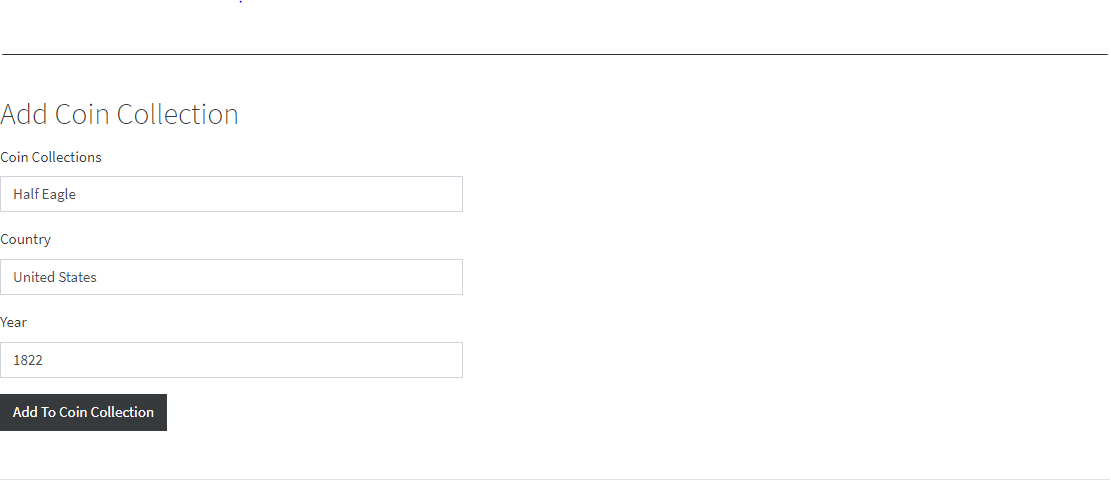 Add Coin Collection
Coin Collections
Half Eagle
Country
United States
Year
1822
Add To Coin Collection